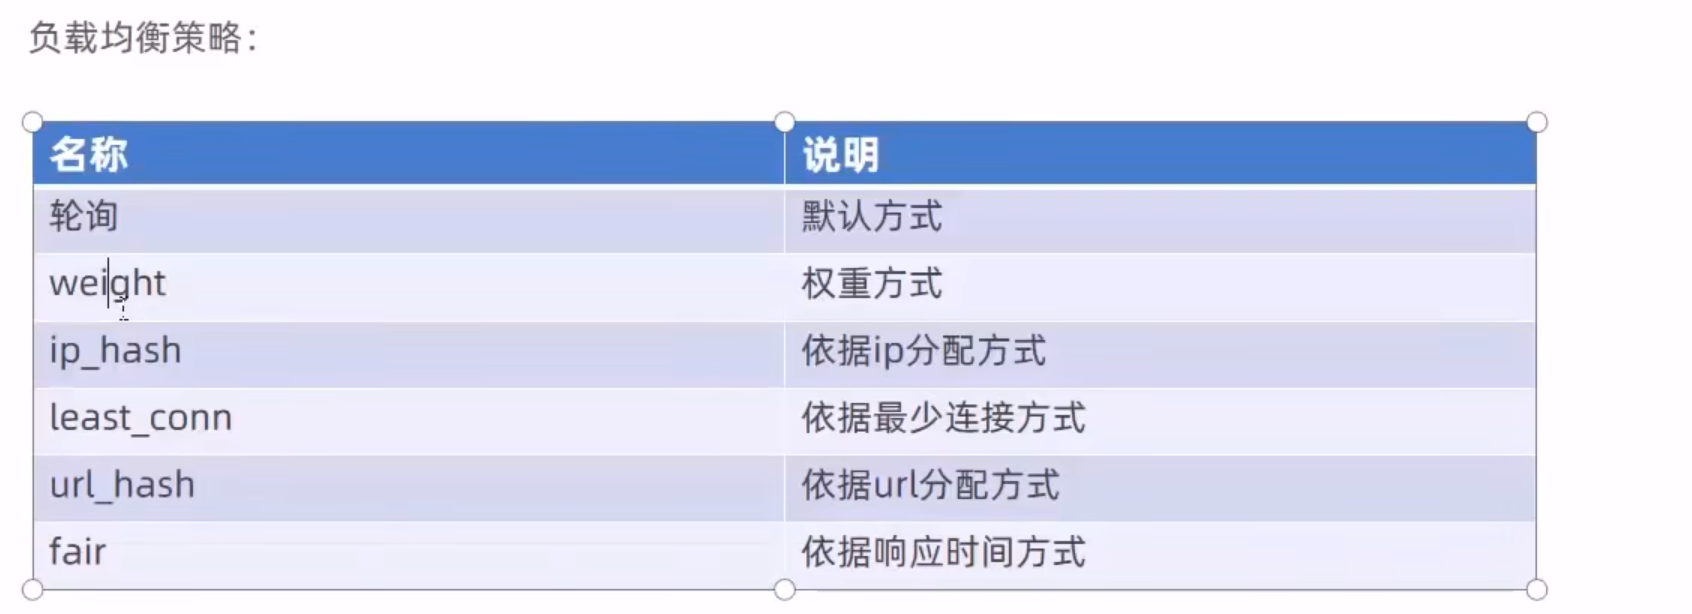 负载均衡策略：
名称 说明
轮询 默认方式
weight 权重方式
ip_hash 依据ip分配方式
least_conn 依据最少连接方式
url_hash 依据url分配方式
fair 依据响应时间方式